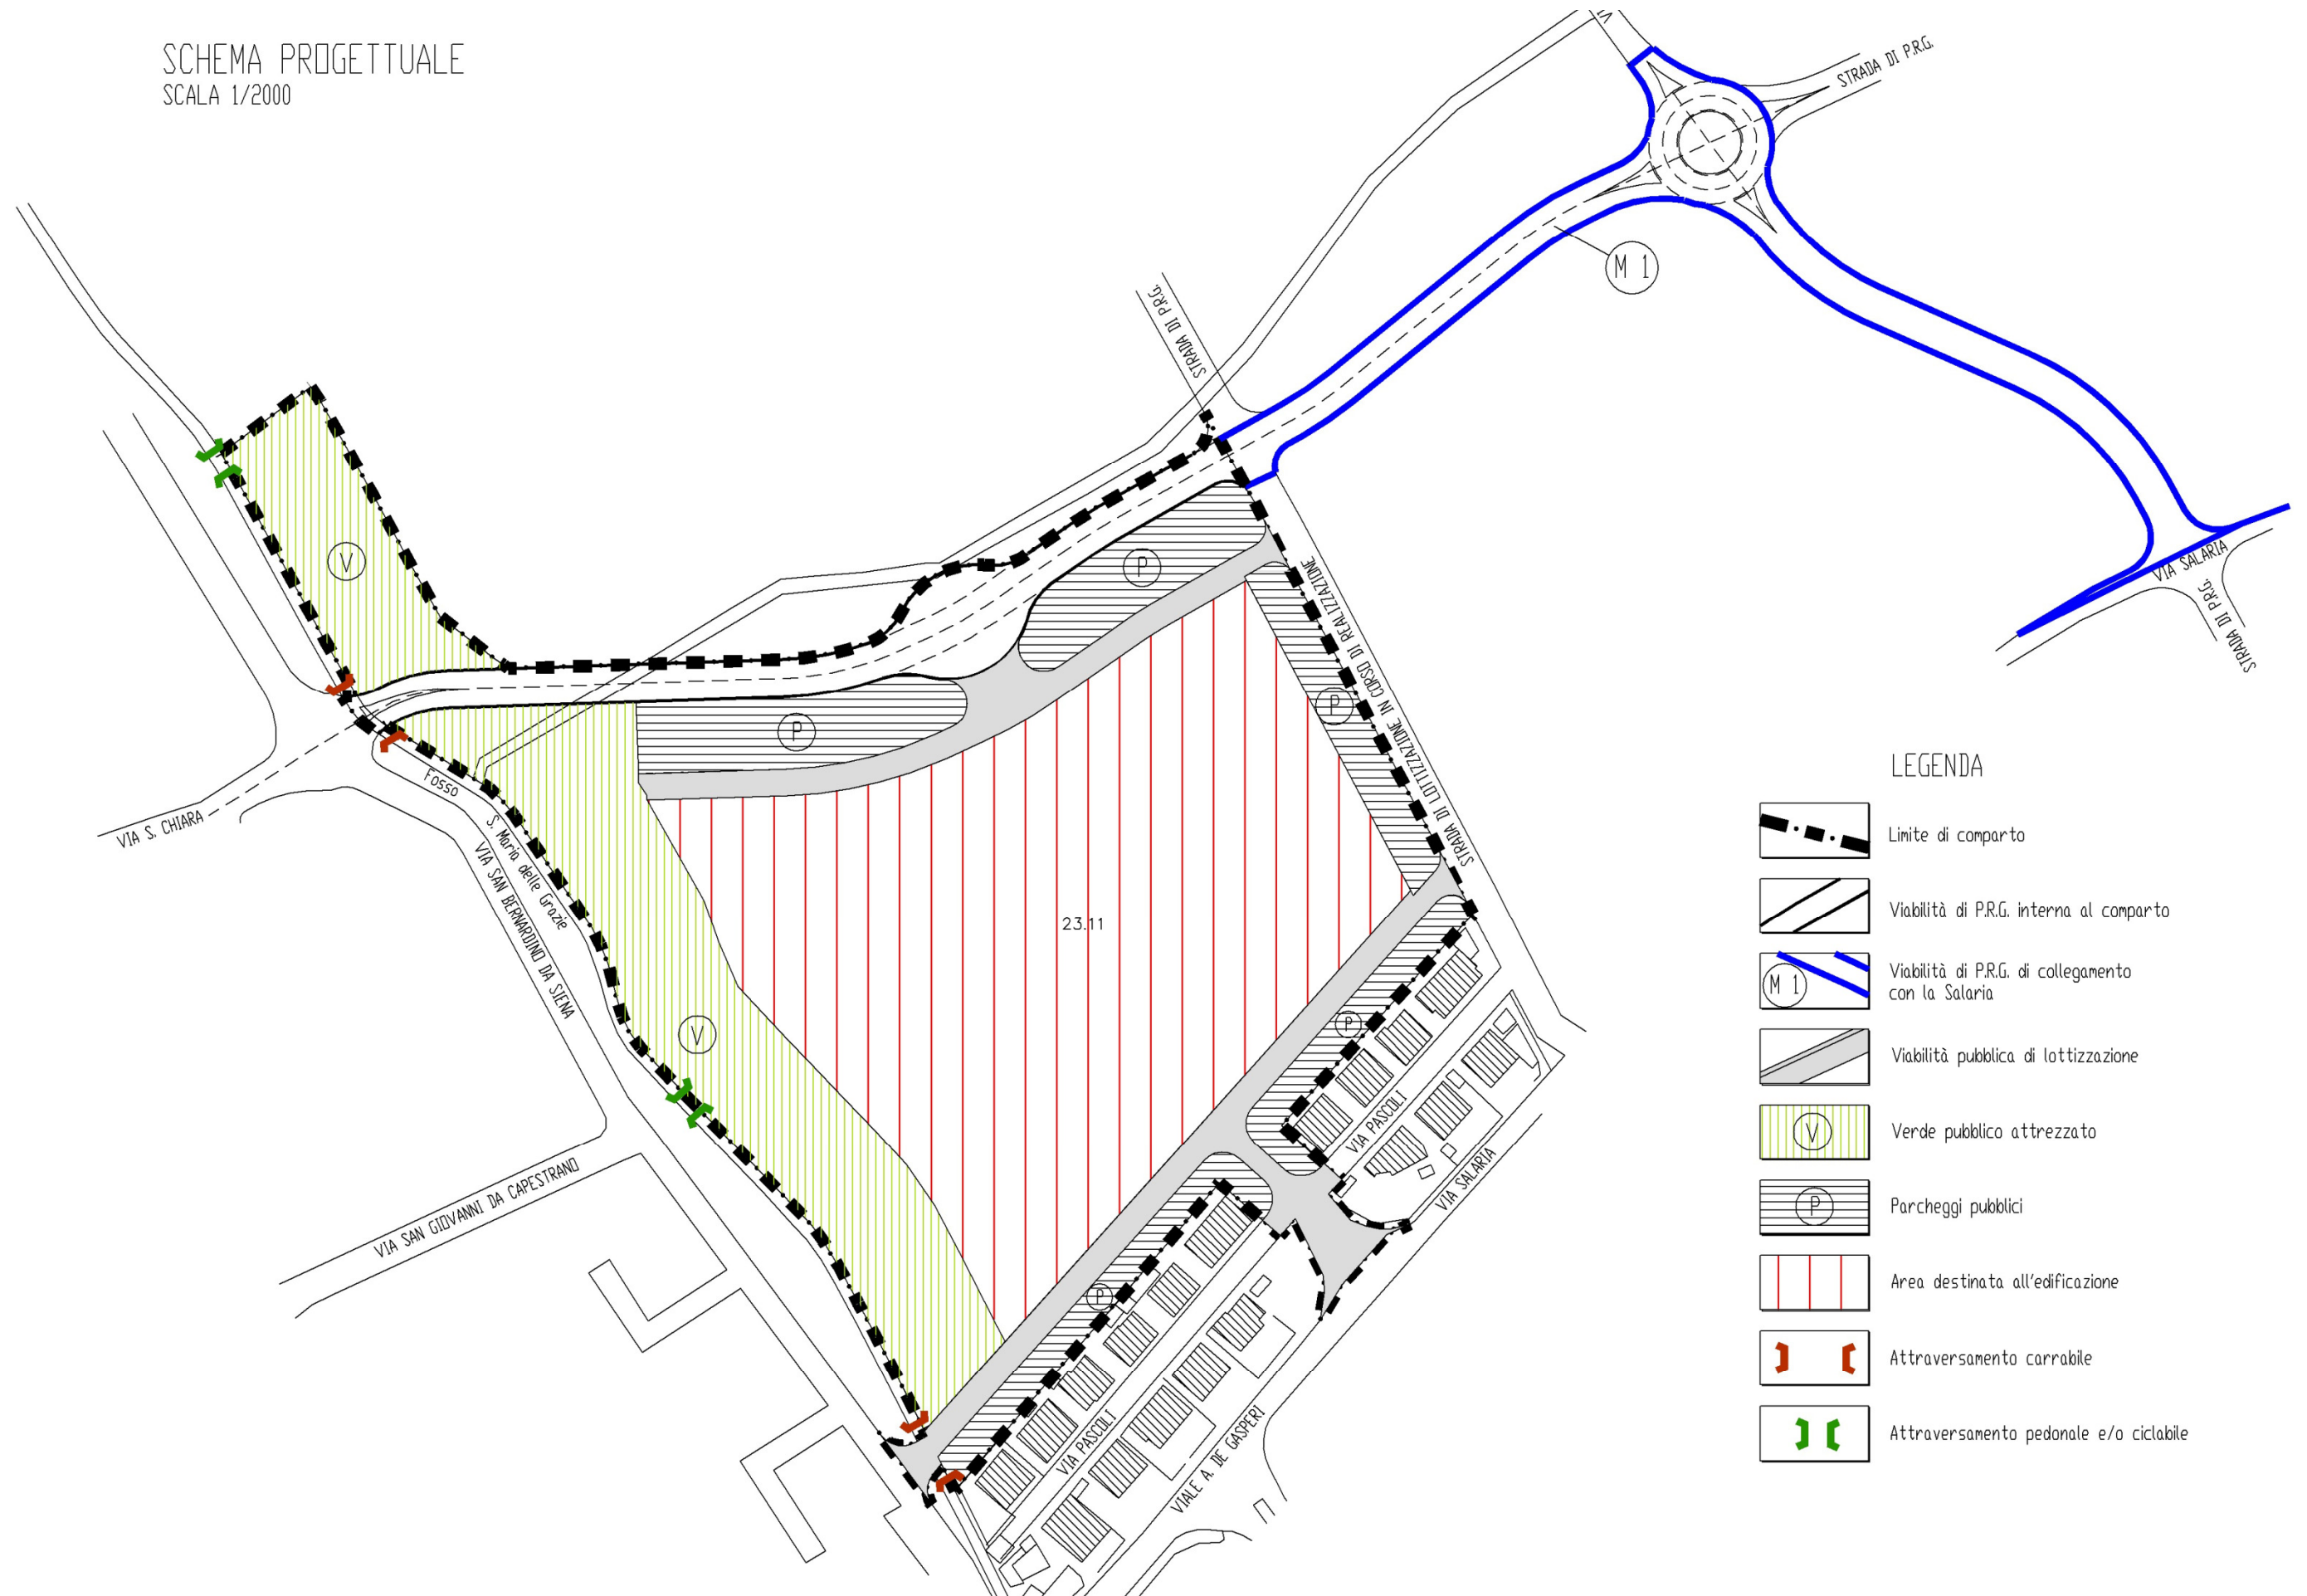 SCHEMA PROGETTUALE
SCALA 1/2000
STRADA DI P.R.G.
M 1
STRADA DI P.R.G.
V
P
P
P
STRADA DI LOTTIZZAZIONE IN CORSO DI REALIZZAZIONE
VIA SALARIA
STRADA DI P.R.G.
VIA S. CHIARA
Fosso
S. Maria delle Grazie
VIA SAN BERNARDINO DA SIENA
23.11
V
P
P
VIA PASCOLI
VIA SALARIA
VIA SAN GIOVANNI DA CAPESTRANO
VIA PASCOLI
VIALE A. DE GASPERI
LEGENDA
Limite di comparto
Viabilità di P.R.G. interna al comparto
M 1
Viabilità di P.R.G. di collegamento
con la Salaria
Viabilità pubblica di lottizzazione
V
Verde pubblico attrezzato
P
Parcheggi pubblici
Area destinata all'edificazione
Attraversamento carrabile
Attraversamento pedonale e/o ciclabile